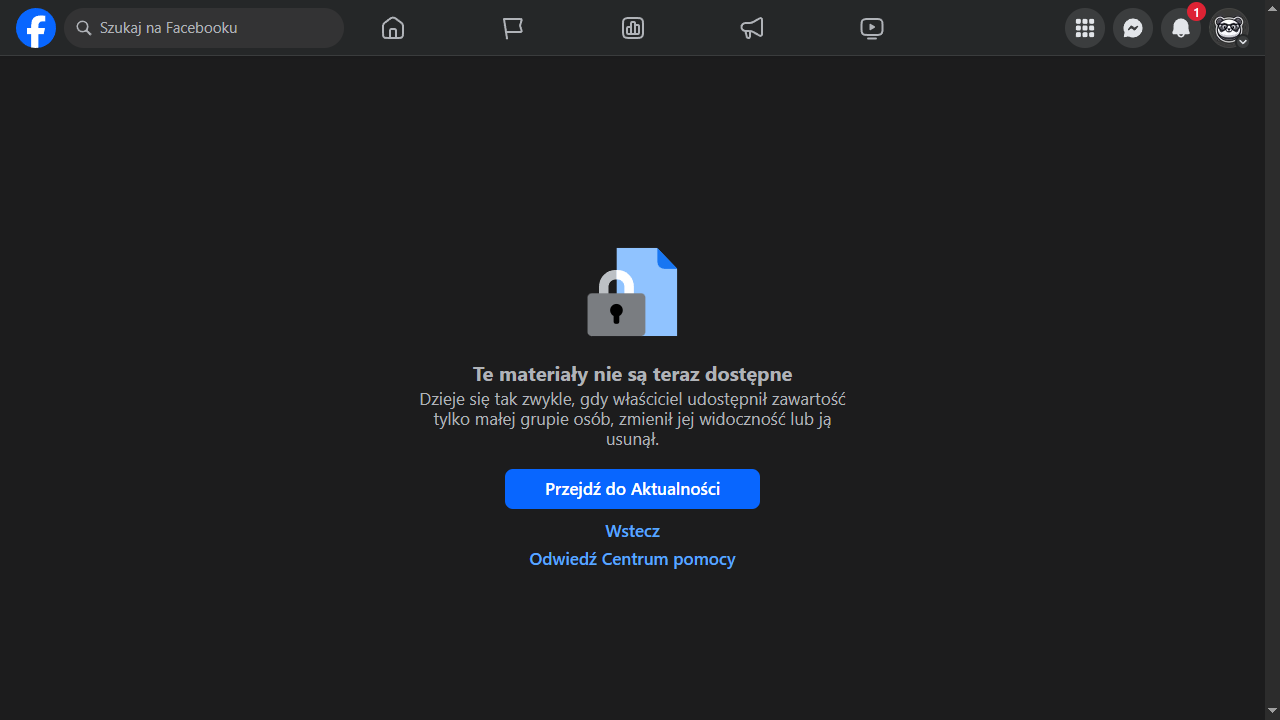 Szukaj na Facebooku
1
Te materiały nie są teraz dostępne
Dzieje się tak zwykle, gdy właściciel udostępnił zawartość
tylko małej grupie osób, zmienił jej widoczność lub ją
usunął.
Przejdź do Aktualności
Wstecz
Odwiedź Centrum pomocy